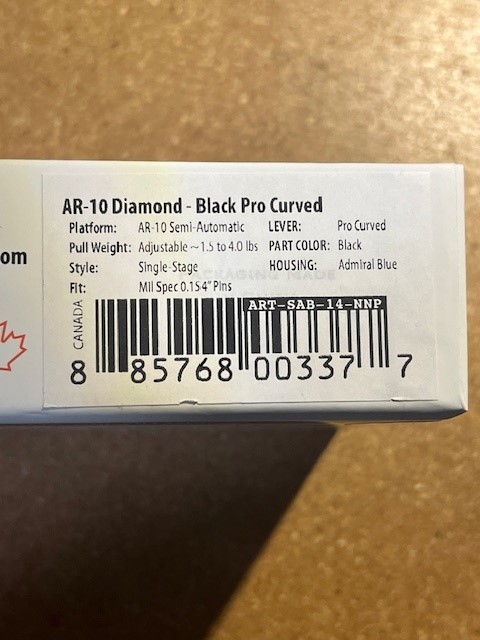 AR-10 Diamond - Black Pro Curved
Platform: AR-10 Semi-Automatic LEVER: Pro Curved
Pull Weight: Adjustable ~1.5 to 4.0 lbs PART COLOR: Black
om
Style: Single-Stage HOUSING: Admiral Blue
PACKAGING MADE
Fit: Mil Spec 0.154" Pins
CANADA
ART-SAB-14-NNP
8 85768 00337 7